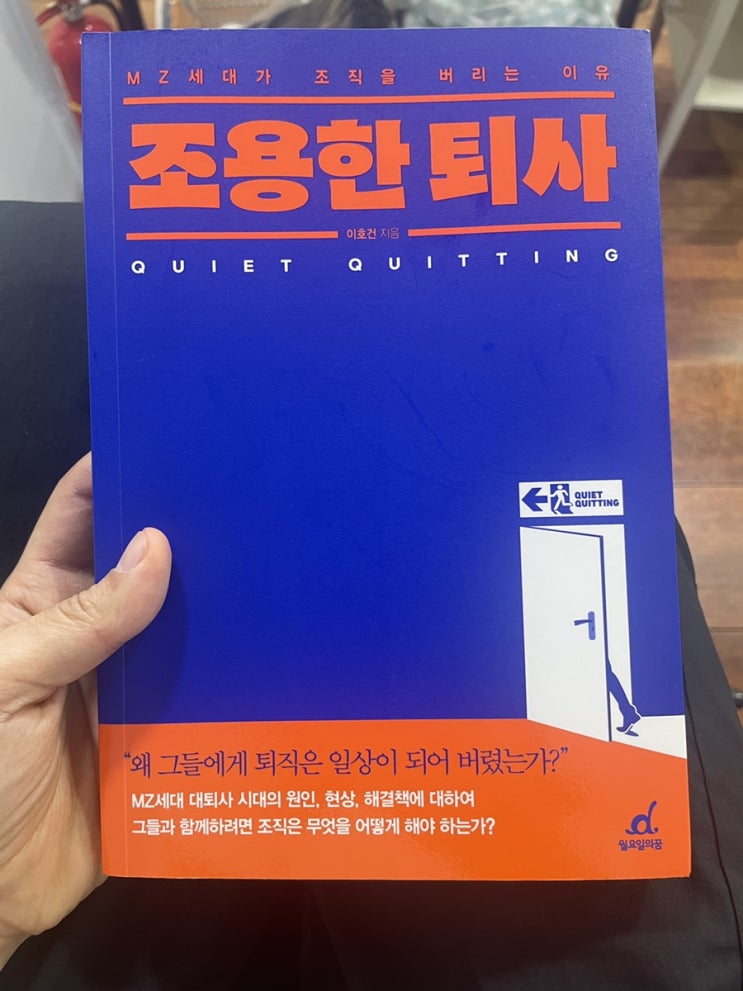 MZ세대가 조직을 버리는 이유
조용한 퇴사
이호건 지음
QUIET QUITTING
QUIET
QUITTING
“왜 그들에게 퇴직은 일상이 되어 버렸는가?”
MZ세대 대퇴사 시대의 원인, 현상, 해결책에 대하여
그들과 함께하려면 조직은 무엇을 어떻게 해야 하는가?
d.
월요일의꿈